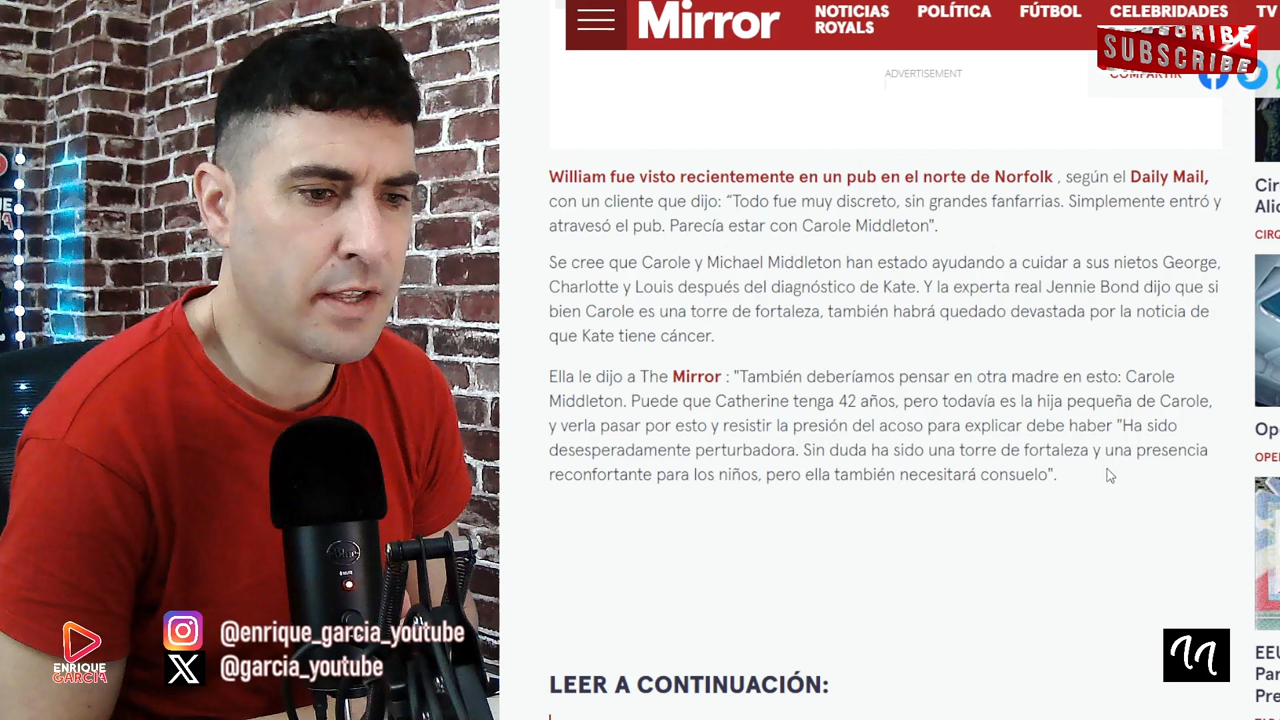 Mirror
NOTICIAS
ROYALS
POLÍTICA
FÚTBOL
CELEBRIDADES
TV
SUBSCRIBE
ADVERTISEMENT
COMPARTIR
William fue visto recientemente en un pub en el norte de Norfolk , según el Daily Mail,
con un cliente que dijo: “Todo fue muy discreto, sin grandes fanfarrias. Simplemente entró y
atravesó el pub. Parecía estar con Carole Middleton".
Se cree que Carole y Michael Middleton han estado ayudando a cuidar a sus nietos George,
Charlotte y Louis después del diagnóstico de Kate. Y la experta real Jennie Bond dijo que si
bien Carole es una torre de fortaleza, también habrá quedado devastada por la noticia de
que Kate tiene cáncer.
Ella le dijo a The Mirror : "También deberíamos pensar en otra madre en esto: Carole
Middleton. Puede que Catherine tenga 42 años, pero todavía es la hija pequeña de Carole,
y verla pasar por esto y resistir la presión del acoso para explicar debe haber "Ha sido
desesperadamente perturbadora. Sin duda ha sido una torre de fortaleza y una presencia
reconfortante para los niños, pero ella también necesitará consuelo".
LEER A CONTINUACIÓN:
@enrique_garcia_youtube
@garcia_youtube
ENRIQUE
GARCIA